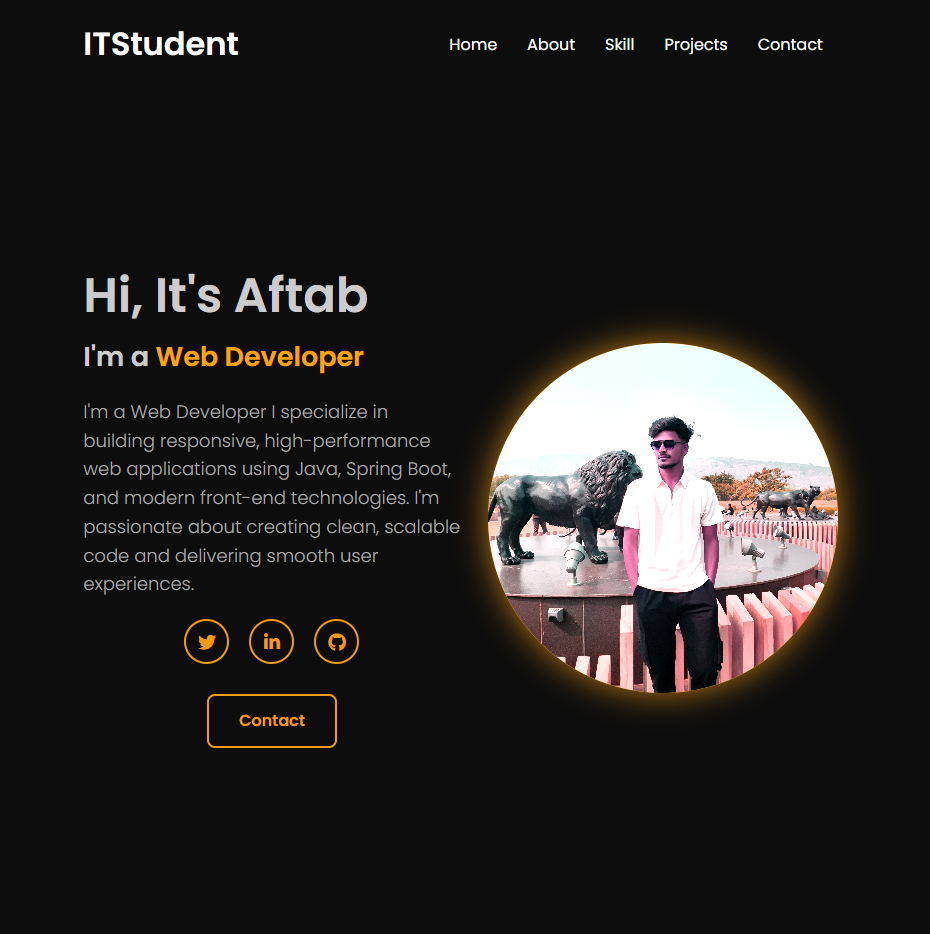 ITStudent
Home About Skill Projects Contact
Hi, It's Aftab
I'm a Web Developer
I'm a Web Developer I specialize in
building responsive, high-performance
web applications using Java, Spring Boot,
and modern front-end technologies. I'm
passionate about creating clean, scalable
code and delivering smooth user
experiences.
in
Contact